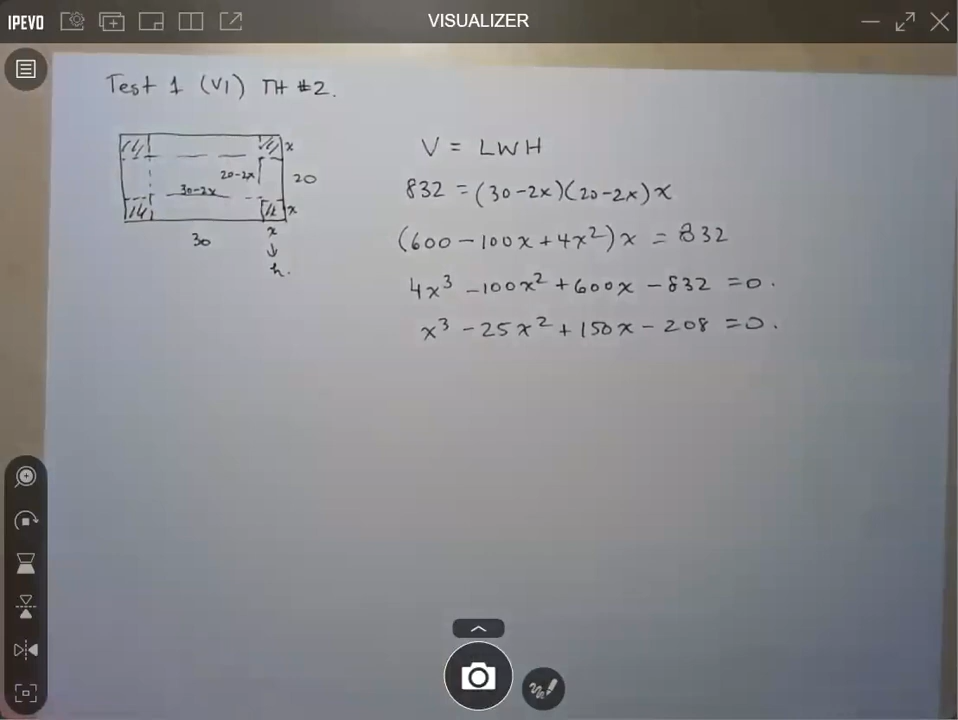 IPEVO
VISUALIZER
Test 1 (V1) TH #2.
x
20-2x
20
30-2x
x
30
x
↓
h.
V = LWH
832 = (30-2x)(20-2x)x
(600 - 100x + 4x²)x = 832
4x³ - 100x² + 600x - 832 = 0.
x³ - 25x² + 150x - 208 = 0.